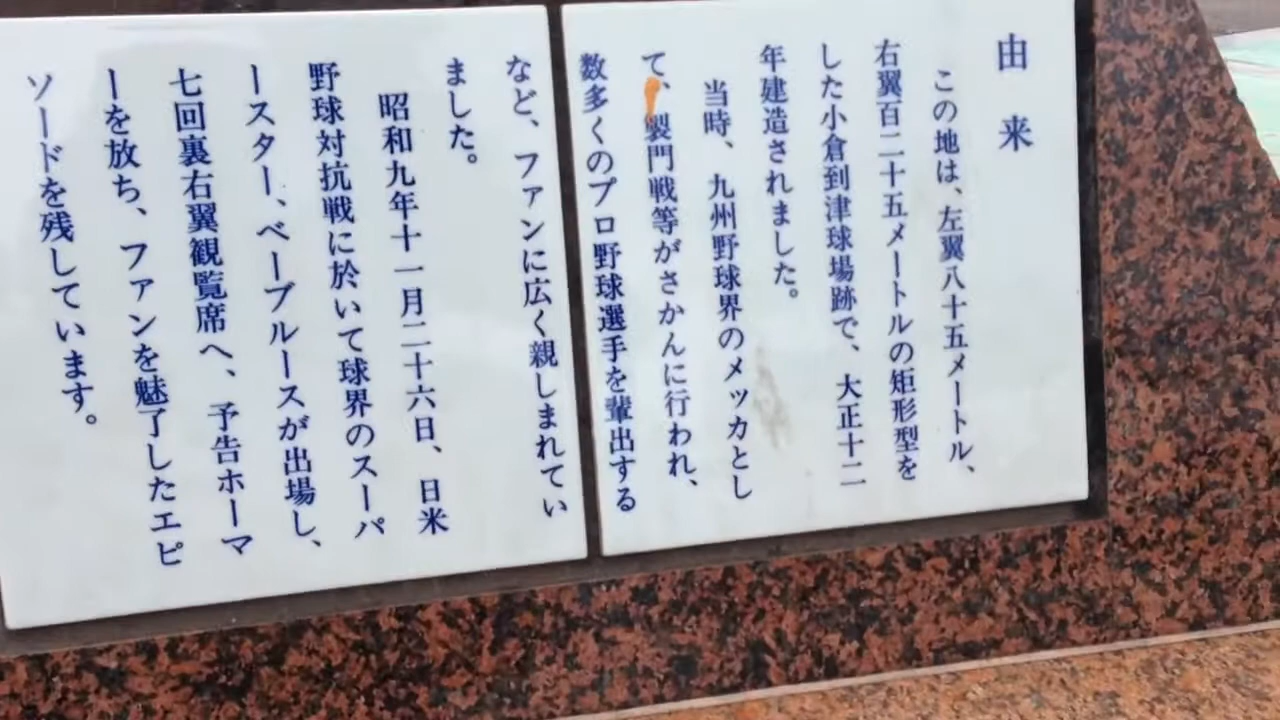 由来
この地は、左翼八十五メートル、
右翼百二十五メートルの矩形型を
した小倉到津球場跡で、大正十二
年建造されました。
当時、九州野球界のメッカとし
て、製門戦等がさかんに行われ、
数多くのプロ野球選手を輩出する
など、ファンに広く親しまれてい
ました。
昭和九年十一月二十六日、日米
野球対抗戦に於いて球界のスーパ
ースター、ベーブルースが出場し、
七回裏右翼観覧席へ、予告ホーマ
ーを放ち、ファンを魅了したエピ
ソードを残しています。